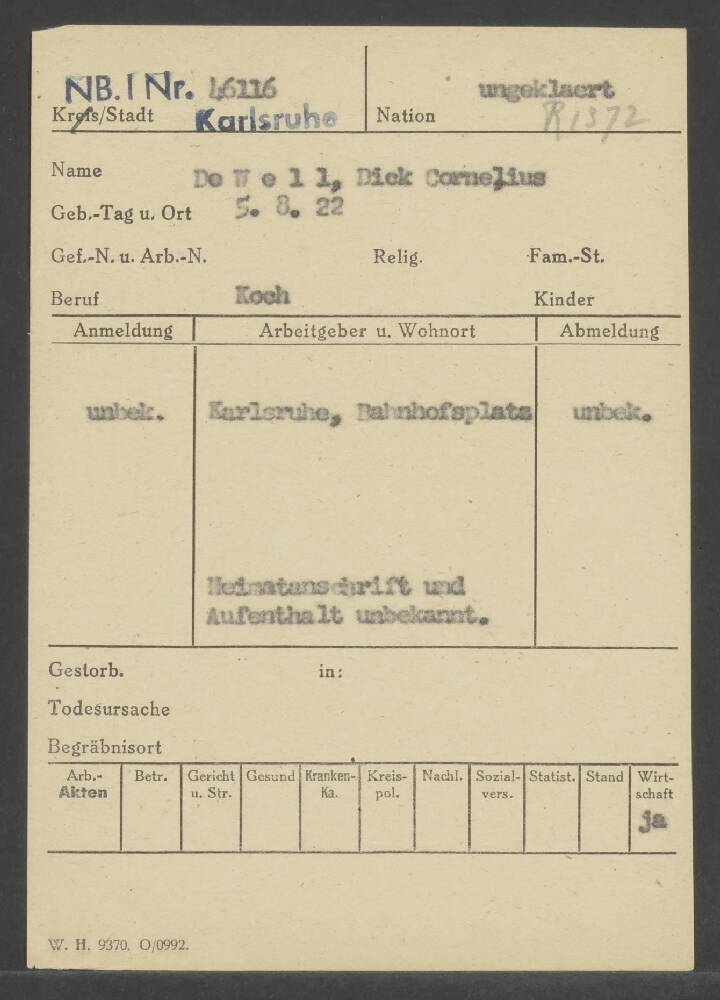 NB. I Nr. 46116 ungeklaert
Kreis/Stadt Karlsruhe Nation R1372
Name De W e l l, Dick Cornelius
Geb.-Tag u. Ort 5. 8. 22
Gef.-N. u. Arb.-N. Relig. Fam.-St.
Beruf Koch Kinder
Anmeldung Arbeitgeber u. Wohnort Abmeldung
unbek. Karlsruhe, Bahnhofsplatz unbek.
Heimatanschrift und
Aufenthalt unbekannt.
Gestorb. in:
Todesursache
Begräbnisort
Arb.- Betr. Gericht Gesund Kranken- Kreis- Nachl. Sozial- Statist. Stand Wirt-
Akten u. Str. Ka. pol. vers. schaft
ja
W. H. 9370. O/0992.